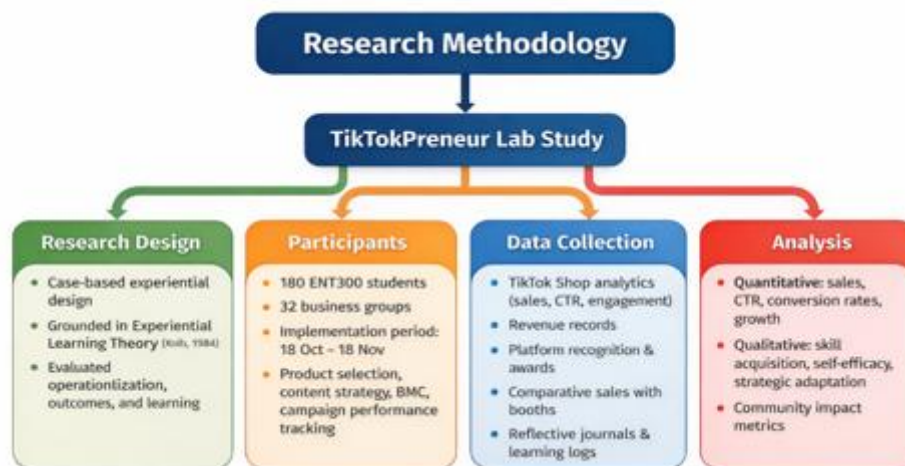 Research Methodology
TikTokPreneur Lab Study
Research Design
• Case-based experiential
design
• Grounded in Experiential
Learning Theory (Kolb, 1984)
• Evaluated
operationlization,
outcomes, and learning
Participants
• 180 ENT300 students
• 32 business groups
• Implementation period:
18 Oct – 18 Nov
• Product selection,
content strategy, BMC,
campaign performance
tracking
Data Collection
• TikTok Shop analytics
(sales, CTR, engagement)
• Revenue records
• Platform recognition &
awards
• Comparative sales with
booths
• Reflective journals &
learning logs
Analysis
• Quantitative: sales,
CTR, conversion rates,
growth
• Qualitative: skill
acquisition, self-efficacy,
strategic adaptation
• Community impact
metrics